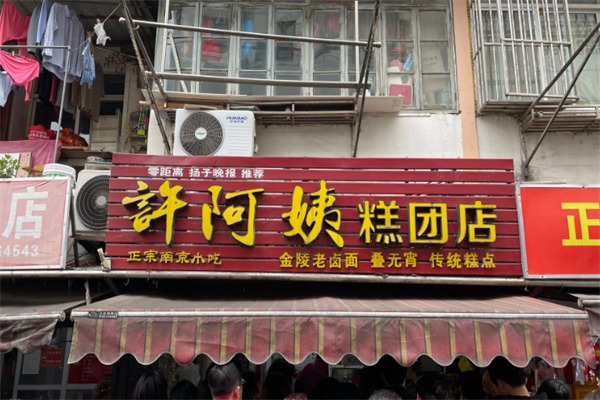 零距离 扬子晚报 推荐
許阿姨糕团店
正宗南京小吃
金陵老卤面 叠元宵 传统糕点
店
64543
正